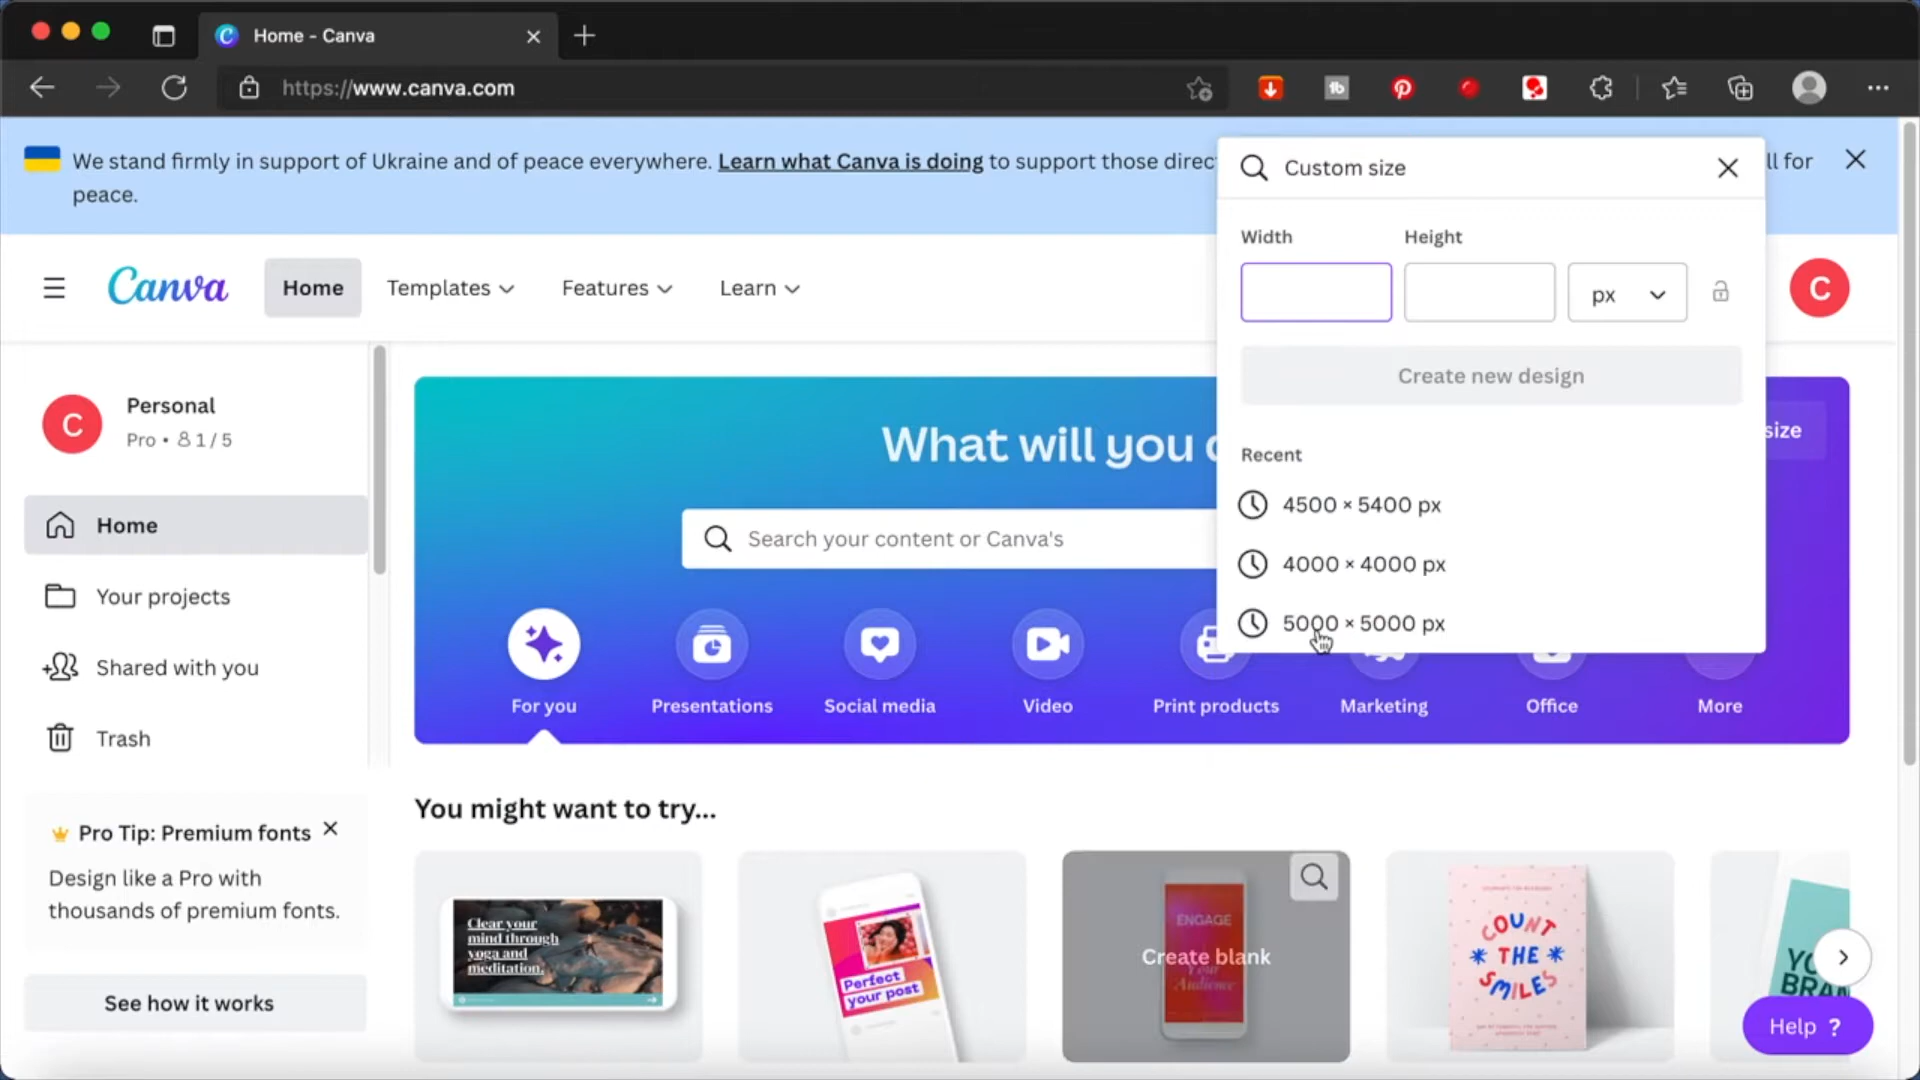 Home - Canva
https://www.canva.com
We stand firmly in support of Ukraine and of peace everywhere. Learn what Canva is doing to support those direc
ll for
peace.
Custom size
Width Height
px
Create new design
Recent
4500 × 5400 px
4000 × 4000 px
5000 × 5000 px
Canva
Home
Templates
Features
Learn
C
C
Personal
Pro • 1 / 5
Home
Your projects
Shared with you
Trash
Pro Tip: Premium fonts
Design like a Pro with
thousands of premium fonts.
See how it works
What will you
size
Search your content or Canva's
For you
Presentations
Social media
Video
Print products
Marketing
Office
More
You might want to try...
Clear your
mind through
yoga and
meditation.
Perfect
your post
ENGAGE
Your
Audience
Create blank
COUNT
THE
SMILES
YO
BRAN
Help ?